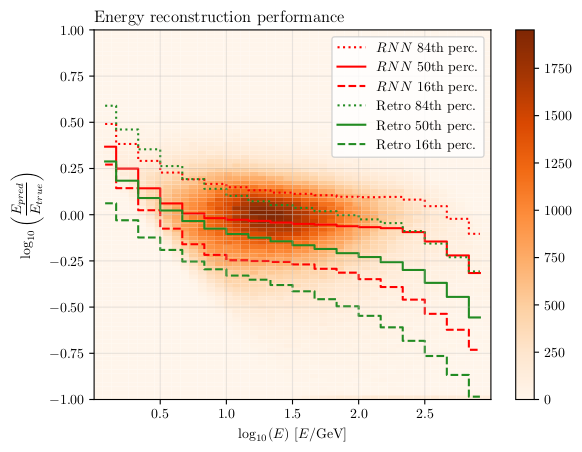 Energy reconstruction performance
1.00
0.75
0.50
0.25
0.00
−0.25
−0.50
−0.75
−1.00
log₁₀(E_pred/E_true)
RNN 84th perc.
RNN 50th perc.
RNN 16th perc.
Retro 84th perc.
Retro 50th perc.
Retro 16th perc.
0.5 1.0 1.5 2.0 2.5
log₁₀(E) [E/GeV]
1750
1500
1250
1000
750
500
250
0